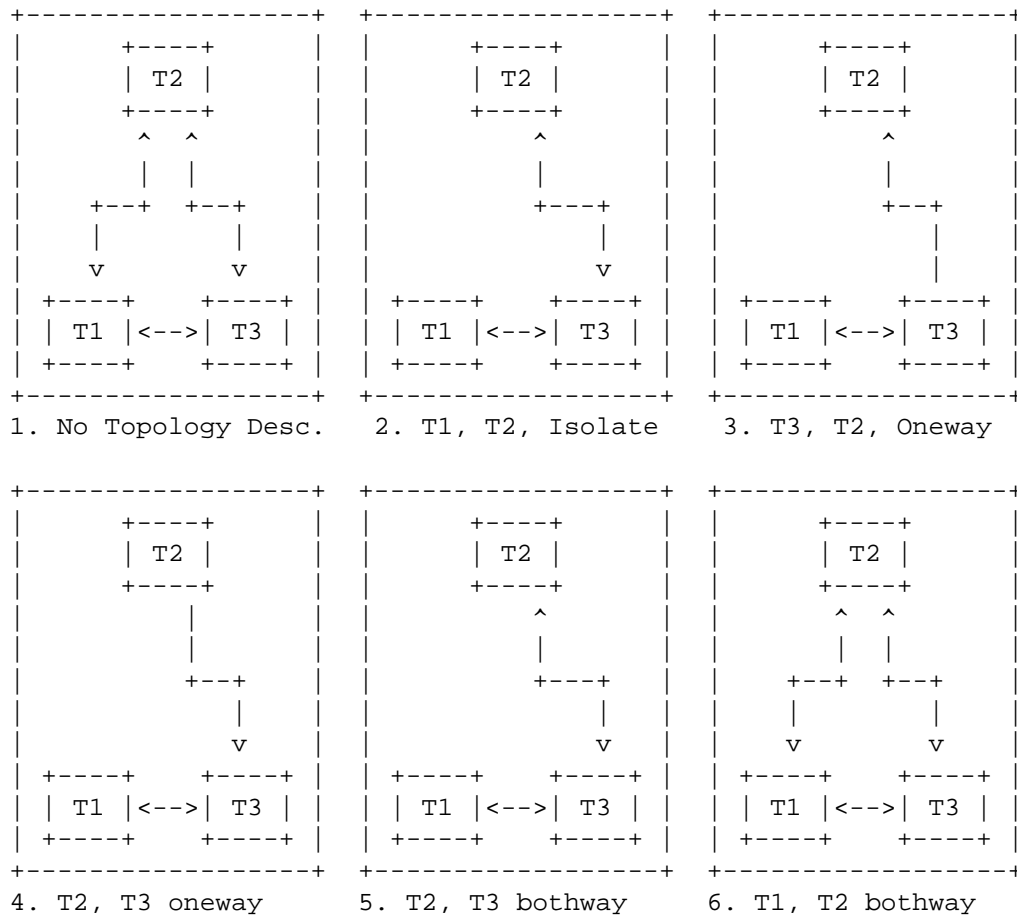 T2 T2 T2
T1 <--> T3 T1 <--> T3 T1 <--> T3
1. No Topology Desc. 2. T1, T2, Isolate 3. T3, T2, Oneway
T2 T2 T2
T1 <--> T3 T1 <--> T3 T1 <--> T3
4. T2, T3 oneway 5. T2, T3 bothway 6. T1, T2 bothway